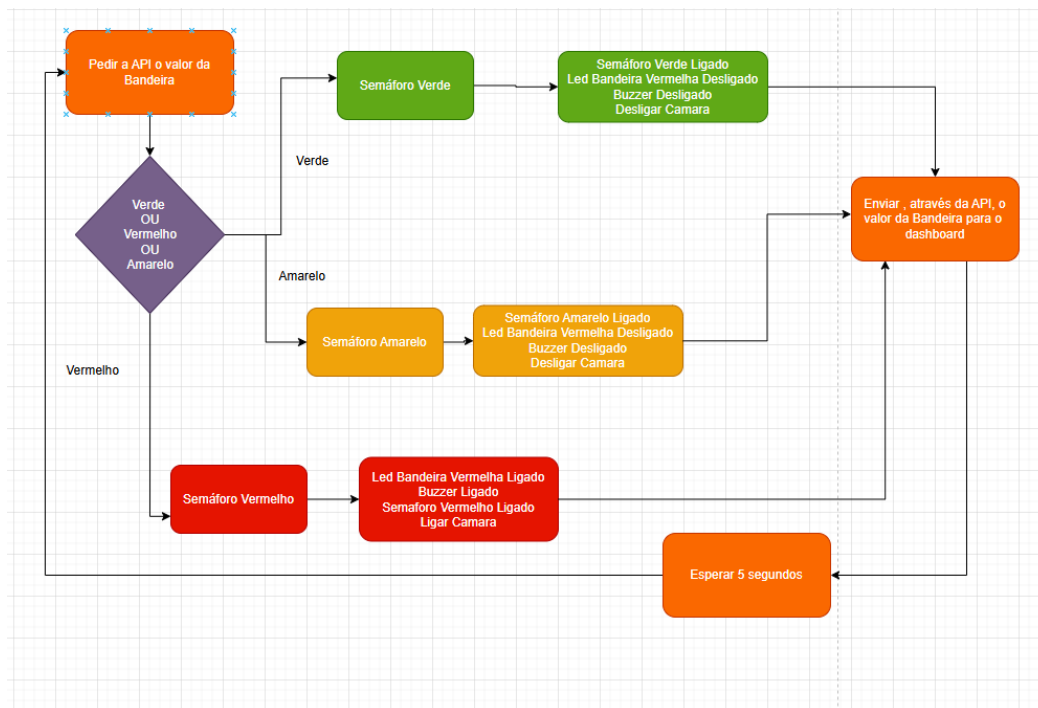 Pedir a API o valor da
Bandeira
Semáforo Verde
Semáforo Verde Ligado
Led Bandeira Vermelha Desligado
Buzzer Desligado
Desligar Camara
Verde
Verde
OU
Vermelho
OU
Amarelo
Enviar , através da API, o
valor da Bandeira para o
dashboard
Amarelo
Semáforo Amarelo
Semáforo Amarelo Ligado
Led Bandeira Vermelha Desligado
Buzzer Desligado
Desligar Camara
Vermelho
Semáforo Vermelho
Led Bandeira Vermelha Ligado
Buzzer Ligado
Semaforo Vermelho Ligado
Ligar Camara
Esperar 5 segundos